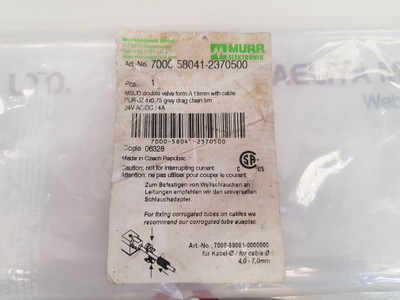 MURR
ELEKTRONIK
Art.-No. 7000 58041-2370500
Pcs. 1
MSUD double valve form A 18mm with cable
PUR-JZ 4x0,75 grey drag chain 5m
24V AC/DC / 4A
7000-5804 -2370500
Code 06328
Made in Czech Republic
Caution: not for interrupting current
Attention: ne pas utiliser pour couper le courant
C US
Zum Befestigen von Wellschläuchen an
Leitungen empfehlen wir den universellen
Schlauchadapter.
For fixing corrugated tubes on cables we
recommend our corrugated tube adapter.
Art.-No.: 7000-99061-0000000
für Kabel-Ø / for cable-Ø
4,0 - 7,0mm
LTD.
Web